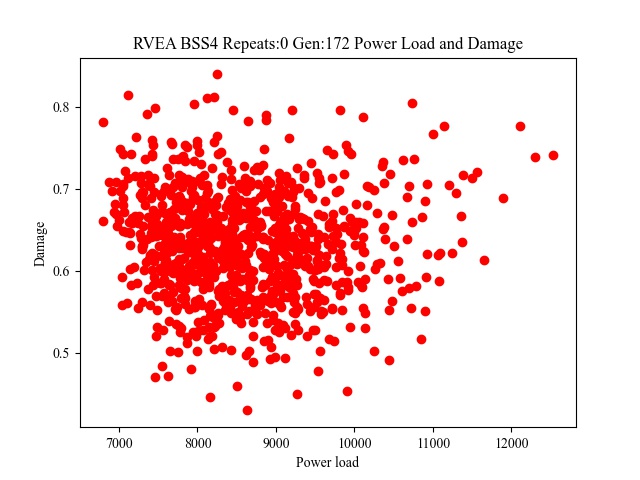 RVEA BSS4 Repeats:0 Gen:172 Power Load and Damage
0.8
0.7
0.6
0.5
Damage
7000 8000 9000 10000 11000 12000
Power load